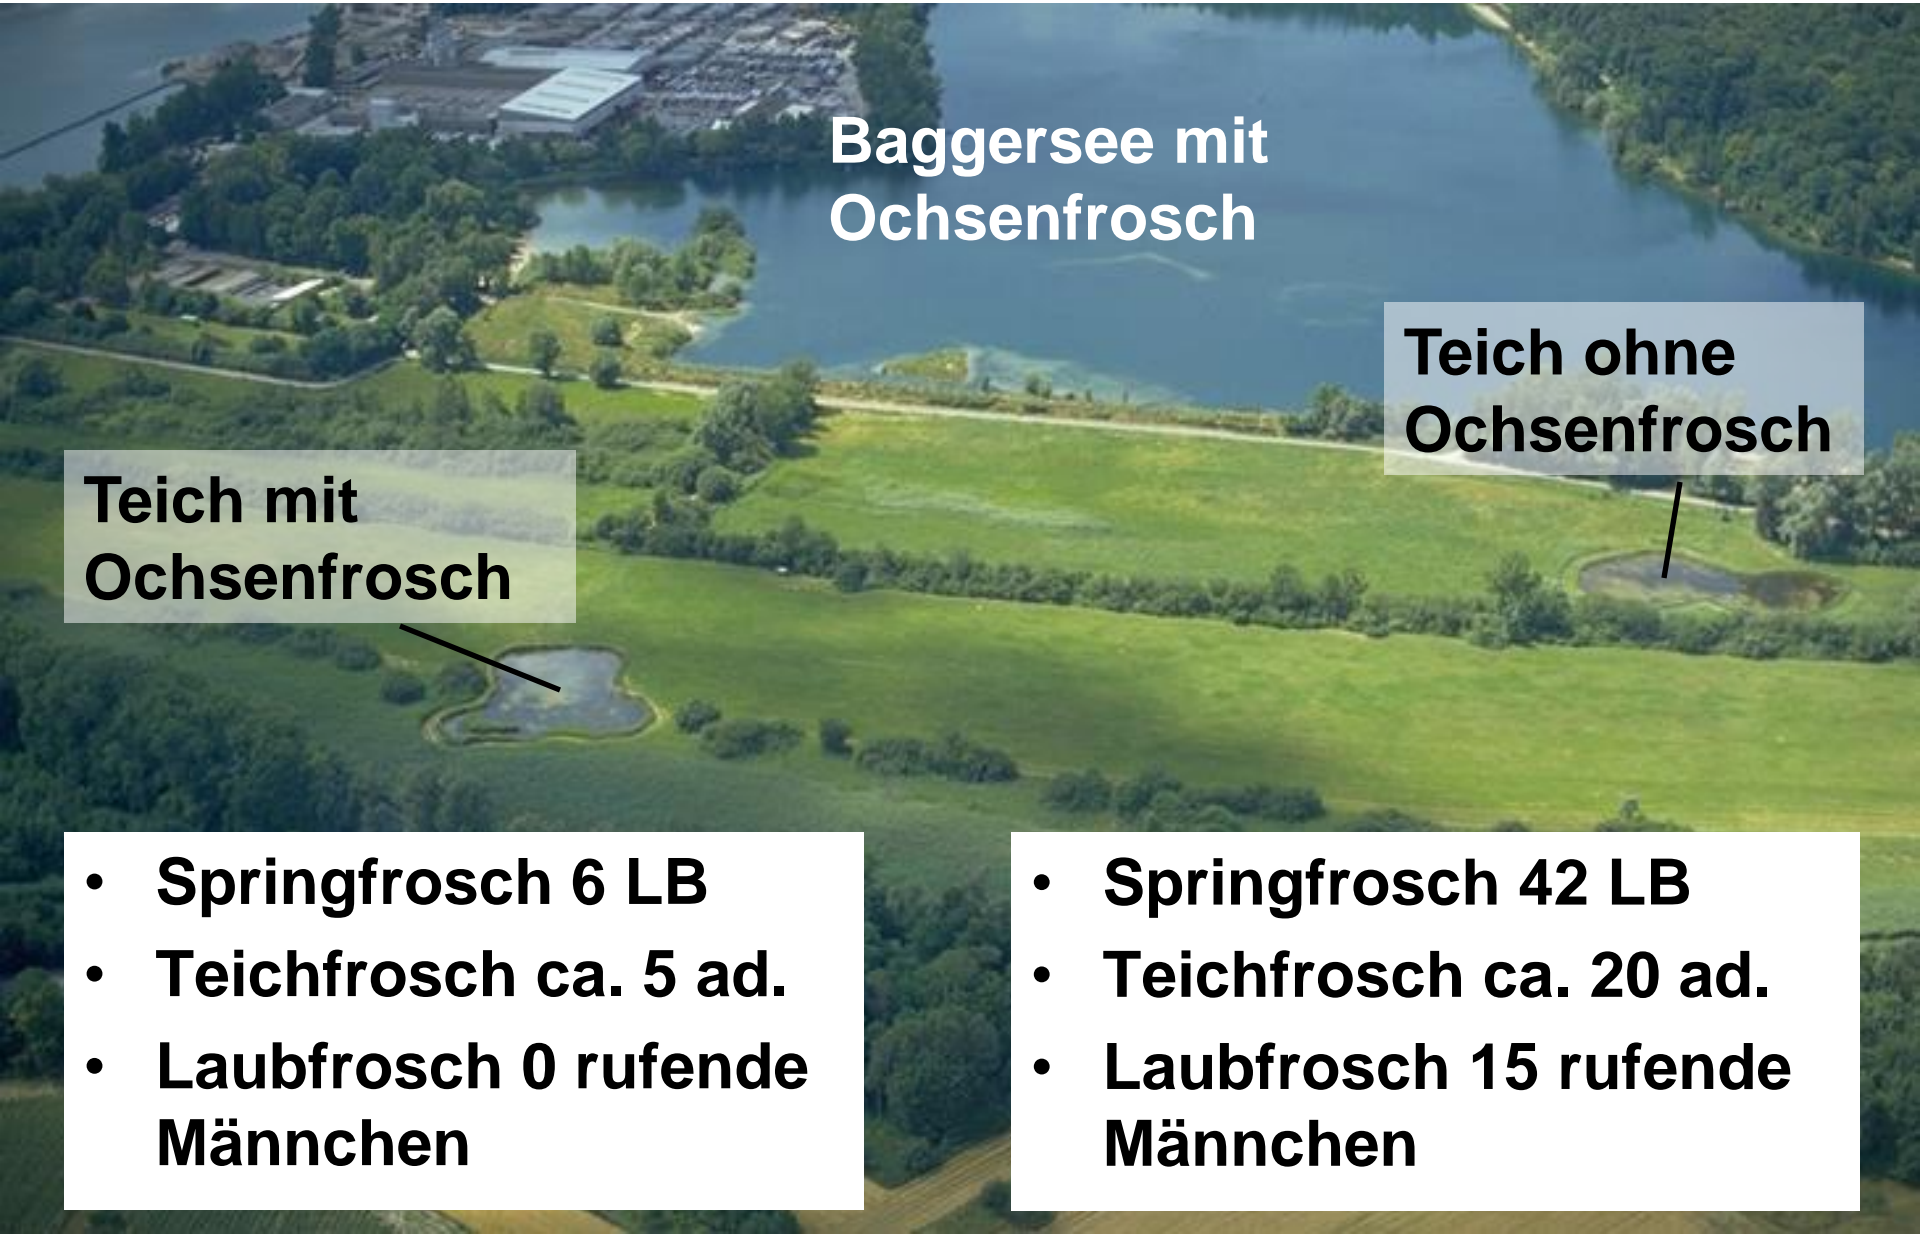 Baggersee mit
Ochsenfrosch
Teich ohne
Ochsenfrosch
Teich mit
Ochsenfrosch
• Springfrosch 6 LB
• Teichfrosch ca. 5 ad.
• Laubfrosch 0 rufende
Männchen
• Springfrosch 42 LB
• Teichfrosch ca. 20 ad.
• Laubfrosch 15 rufende
Männchen